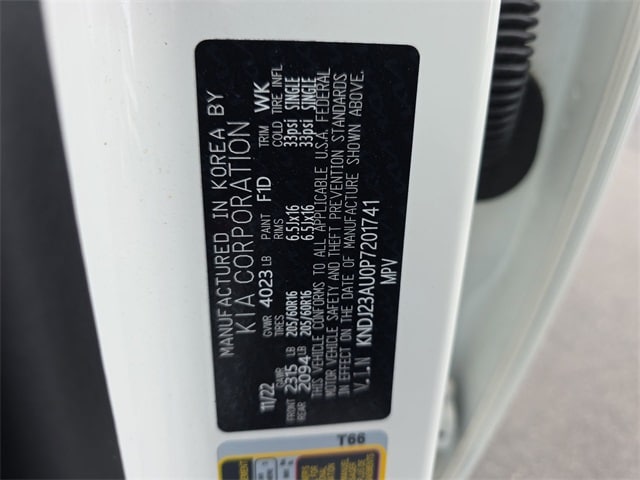 MANUFACTURED IN KOREA BY
KIA CORPORATION
11/22 GVWR 4023 LB PAINT F1D TRIM WK
GAWR TIRES RIMS COLD TIRE INFL
FRONT 2315 LB 205/60R16 6.5Jx16 33psi SINGLE
REAR 2094 LB 205/60R16 6.5Jx16 33psi SINGLE
THIS VEHICLE CONFORMS TO ALL APPLICABLE U.S.A. FEDERAL
MOTOR VEHICLE SAFETY AND THEFT PREVENTION STANDARDS
IN EFFECT ON THE DATE OF MANUFACTURE SHOWN ABOVE.
V.I.N KNDJ23AU0P7201741
MPV
T66